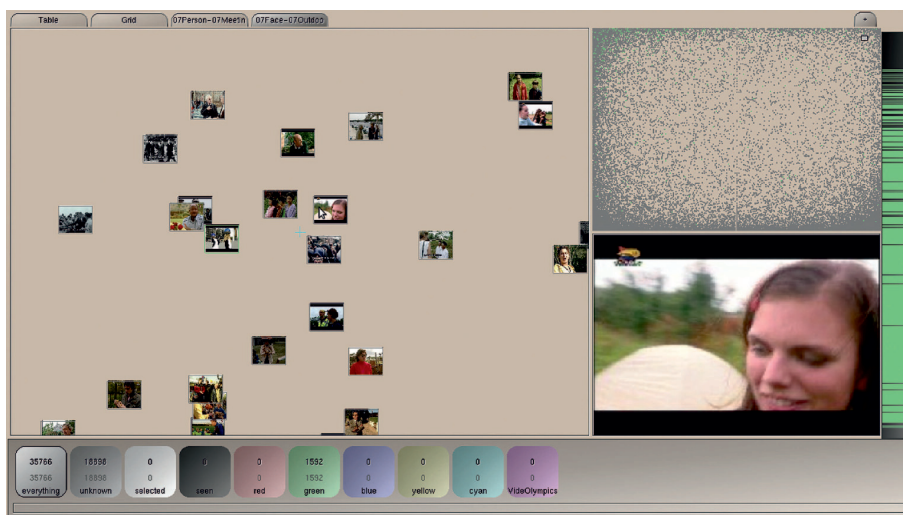 Table
Grid
07Person-07Meetin
07Face-07Outdoo
35766
35766
everything
18898
18898
unknown
0
0
selected
0
seen
0
0
red
1592
1592
green
0
0
blue
0
0
yellow
0
0
cyan
0
0
VideOlympics